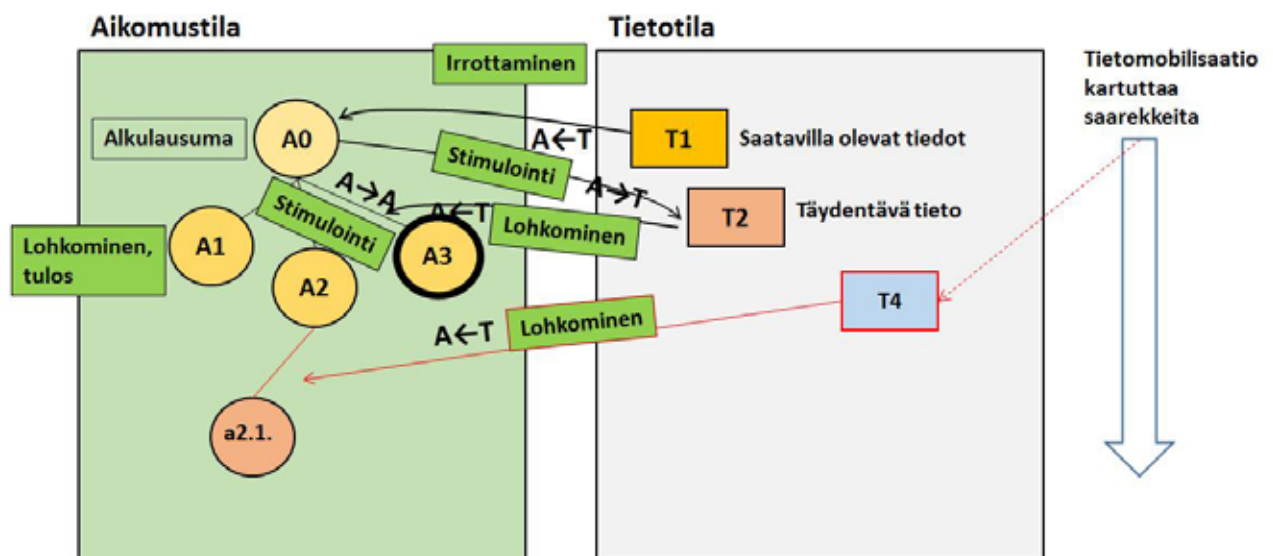 Aikomustila
Tietotila
Irrottaminen
Tietomobilisaatio
kartuttaa
saarekkeita
Alkulausuma
A0
A←T
T1
Saatavilla olevat tiedot
Stimulointi
A→T
A→A
Stimulointi
A←T
Lohkominen
T2
Täydentävä tieto
Lohkominen,
tulos
A1
A2
A3
T4
A←T
Lohkominen
a2.1.